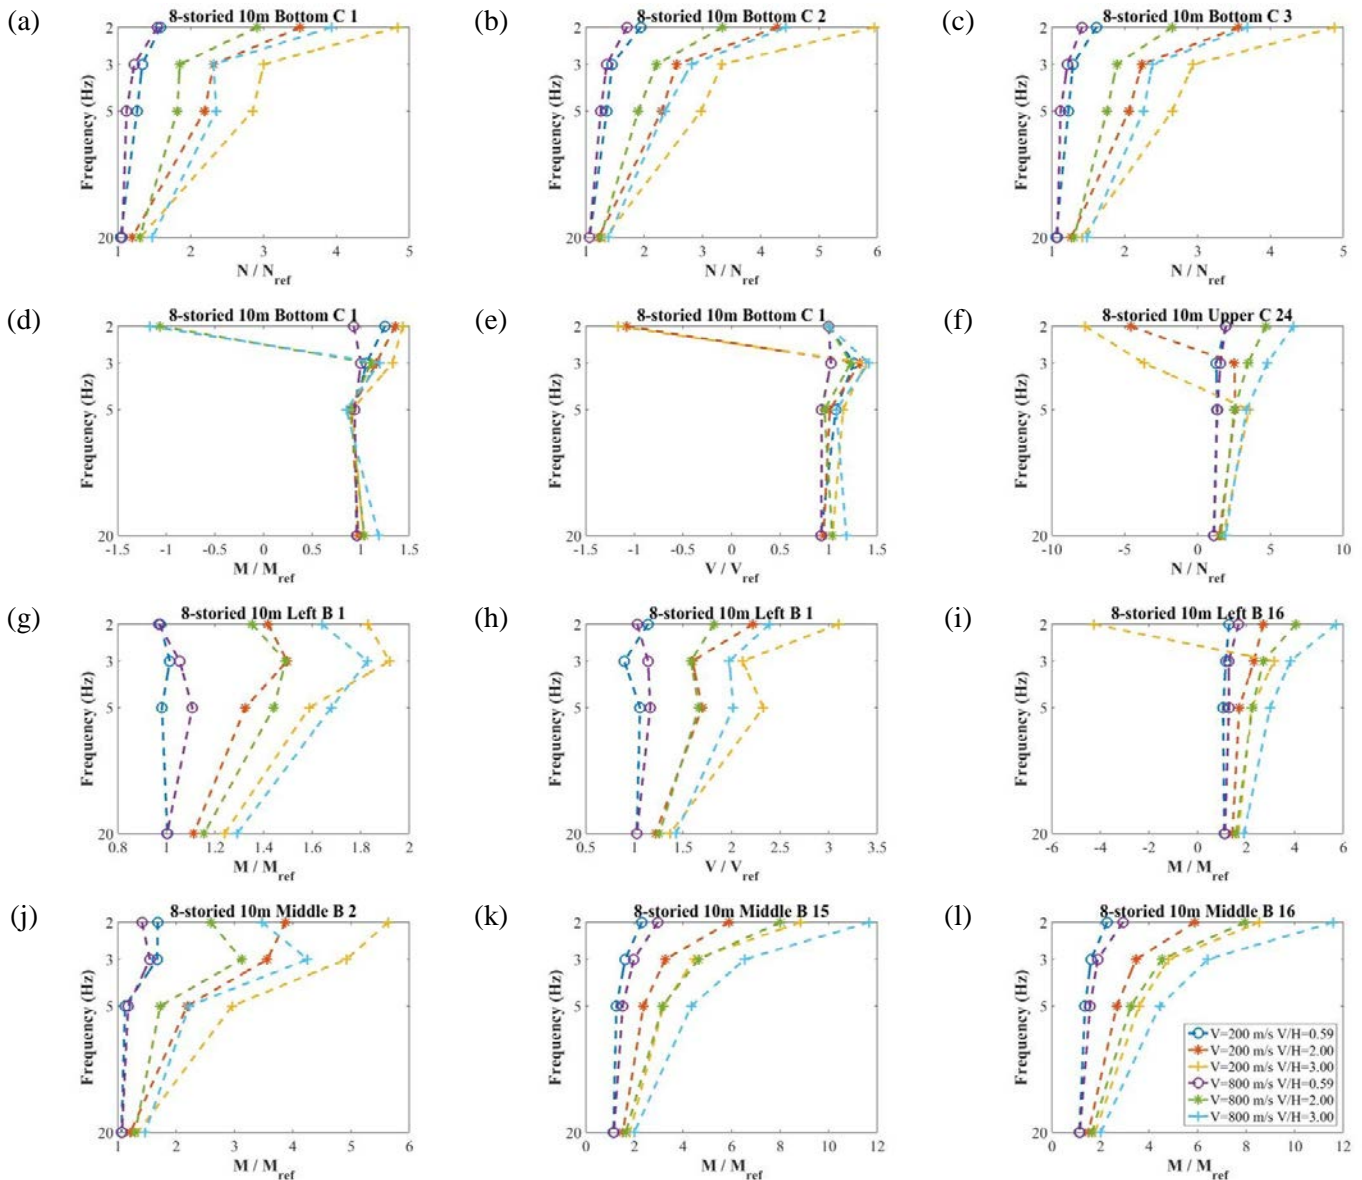 (a)
8-storied 10m Bottom C 1
Frequency (Hz)
2
3
5
20
1 2 3 4 5
N / Nref
(b)
8-storied 10m Bottom C 2
Frequency (Hz)
2
3
5
20
1 2 3 4 5 6
N / Nref
(c)
8-storied 10m Bottom C 3
Frequency (Hz)
2
3
5
20
1 2 3 4 5
N / Nref
(d)
8-storied 10m Bottom C 1
Frequency (Hz)
2
3
5
20
-1.5 -1 -0.5 0 0.5 1 1.5
M / Mref
(e)
8-storied 10m Bottom C 1
Frequency (Hz)
2
3
5
20
-1.5 -1 -0.5 0 0.5 1 1.5
V / Vref
(f)
8-storied 10m Upper C 24
Frequency (Hz)
2
3
5
20
-10 -5 0 5 10
N / Nref
(g)
8-storied 10m Left B 1
Frequency (Hz)
2
3
5
20
0.8 1 1.2 1.4 1.6 1.8 2
M / Mref
(h)
8-storied 10m Left B 1
Frequency (Hz)
2
3
5
20
0.5 1 1.5 2 2.5 3 3.5
V / Vref
(i)
8-storied 10m Left B 16
Frequency (Hz)
2
3
5
20
-6 -4 -2 0 2 4 6
M / Mref
(j)
8-storied 10m Middle B 2
Frequency (Hz)
2
3
5
20
1 2 3 4 5 6
M / Mref
(k)
8-storied 10m Middle B 15
Frequency (Hz)
2
3
5
20
0 2 4 6 8 10 12
M / Mref
(l)
8-storied 10m Middle B 16
Frequency (Hz)
2
3
5
20
0 2 4 6 8 10 12
M / Mref
V=200 m/s V/H=0.59
V=200 m/s V/H=2.00
V=200 m/s V/H=3.00
V=800 m/s V/H=0.59
V=800 m/s V/H=2.00
V=800 m/s V/H=3.00